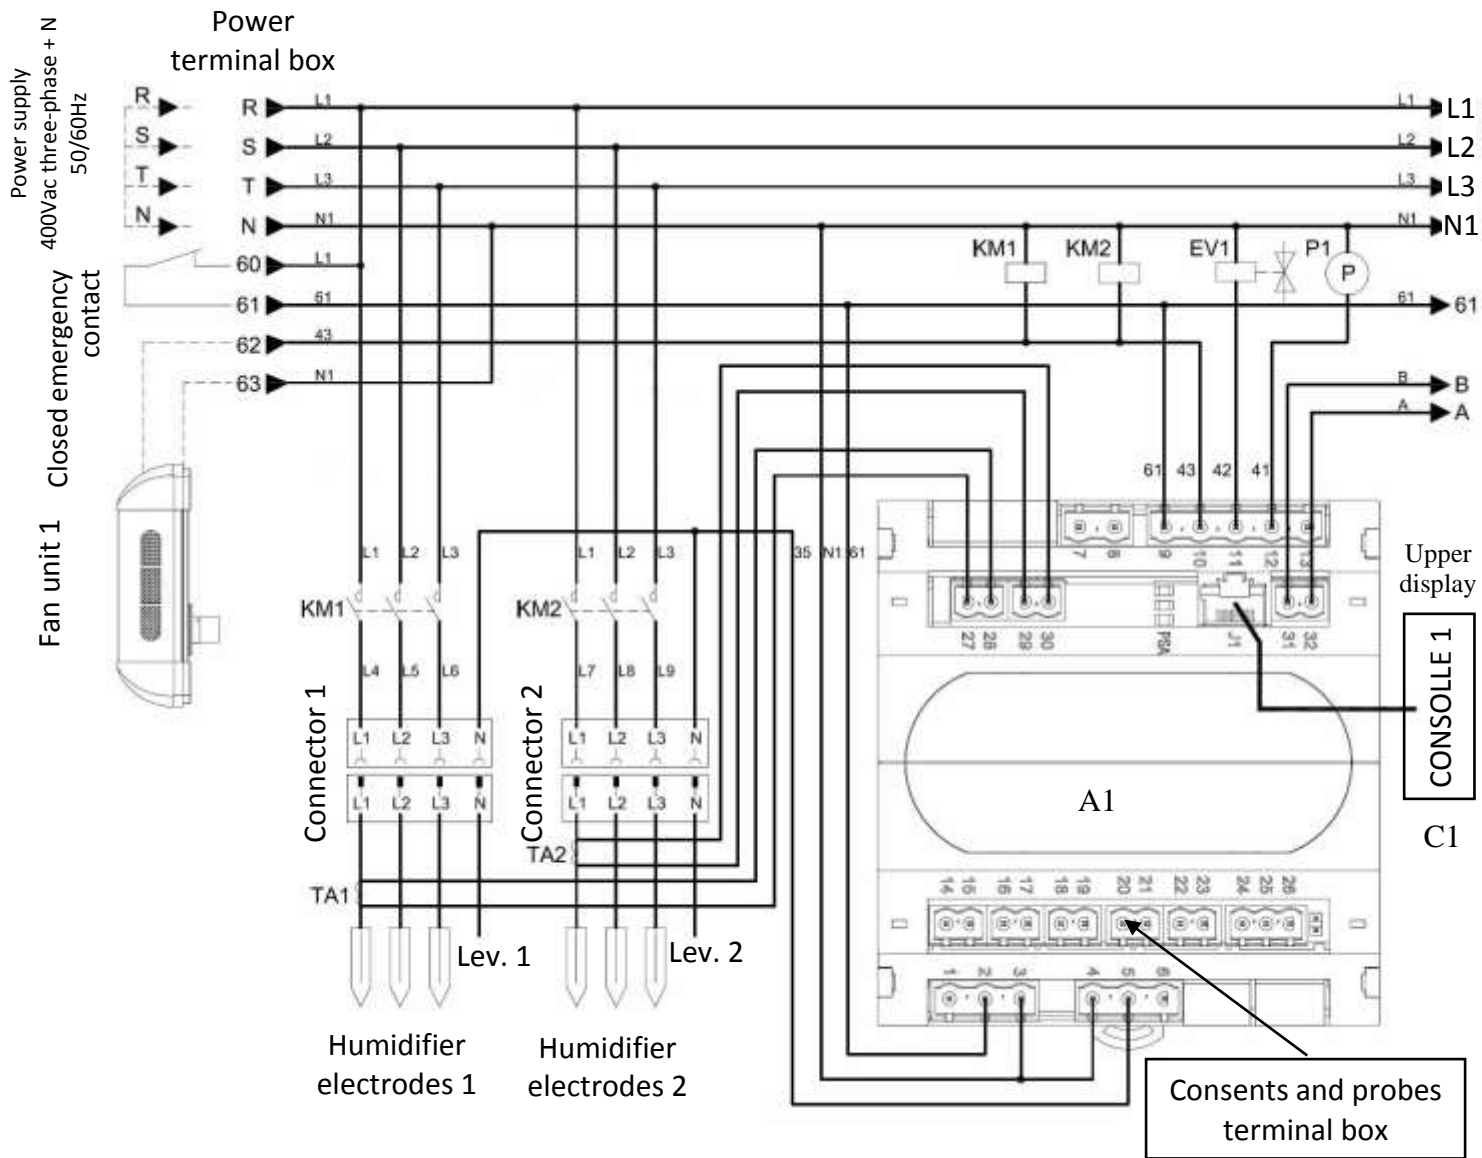 Power
terminal box
Power supply
400Vac three-phase + N
50/60Hz
R
S
T
N
R
S
T
N
60
61
62
63
L1
L2
L3
N1
L1
61
43
N1
L1
L2
L3
N1
61
B
A
L1
L2
L3
N1
61
B
A
Closed emergency
contact
Fan unit 1
KM1
KM2
EV1
P1
P
61
43
42
41
7
8
9
10
11
12
13
L1
L2
L3
L1
L2
L3
35
N1
61
KM1
KM2
L4
L5
L6
L7
L8
L9
27
28
29
30
PSA
J1
31
32
Upper
display
CONSOLLE 1
C1
A1
Connector 1
L1
L2
L3
N
L1
L2
L3
N
Connector 2
L1
L2
L3
N
L1
L2
L3
N
TA2
TA1
Lev. 1
Lev. 2
14
15
16
17
18
19
20
21
22
23
24
25
26
1
2
3
4
5
6
Humidifier
electrodes 1
Humidifier
electrodes 2
Consents and probes
terminal box